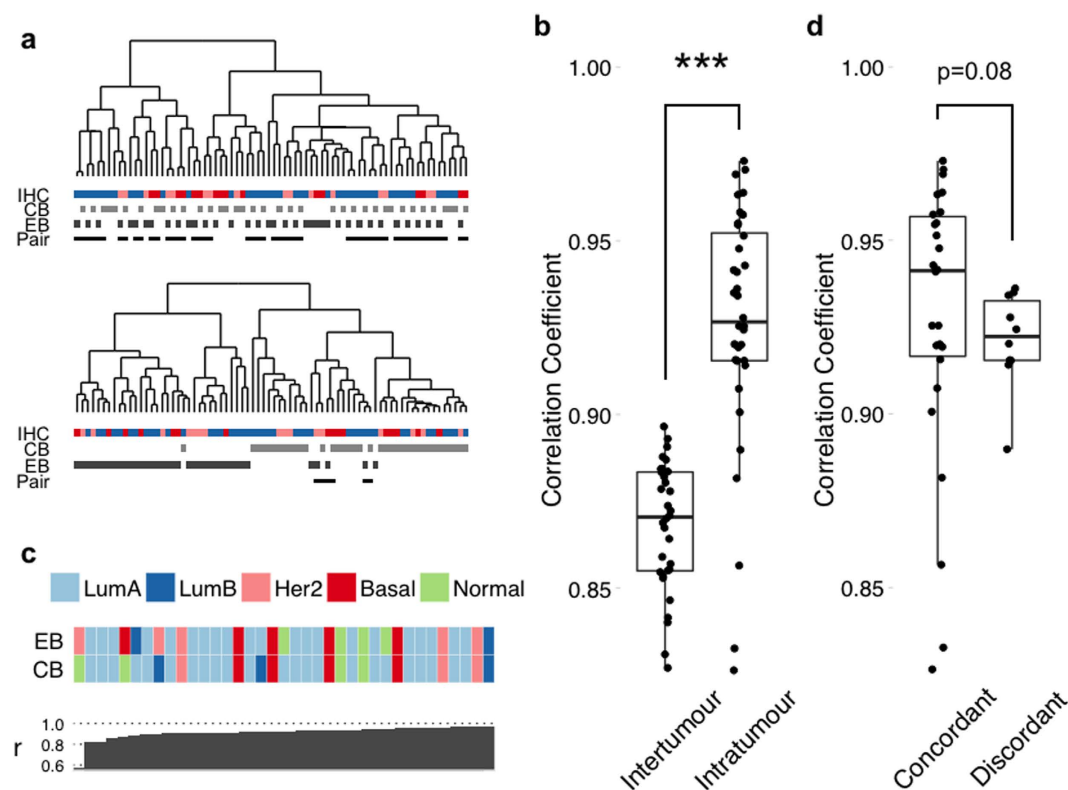 a
IHC
CB
EB
Pair
IHC
CB
EB
Pair
b
***
1.00
0.95
0.90
0.85
Correlation Coefficient
Intertumour
Intratumour
c
LumA LumB Her2 Basal Normal
EB
CB
r
1.0
0.8
0.6
d
p=0.08
1.00
0.95
0.90
0.85
Correlation Coefficient
Concordant
Discordant